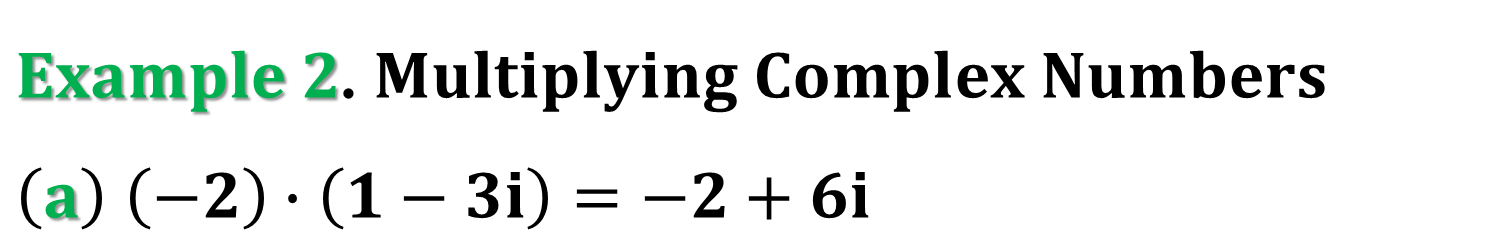 Example 2. Multiplying Complex Numbers
(a) (−2) · (1 − 3i) = −2 + 6i